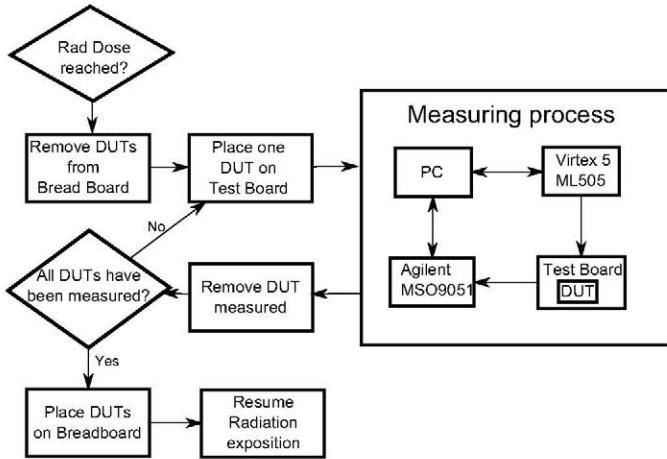 Rad Dose
reached?
Remove DUTs
from
Bread Board
Place one
DUT on
Test Board
Measuring process
PC
Virtex 5
ML505
Agilent
MSO9051
Test Board
DUT
No
All DUTs have
been measured?
Remove DUT
measured
Yes
Place DUTs
on Breadboard
Resume
Radiation
exposition